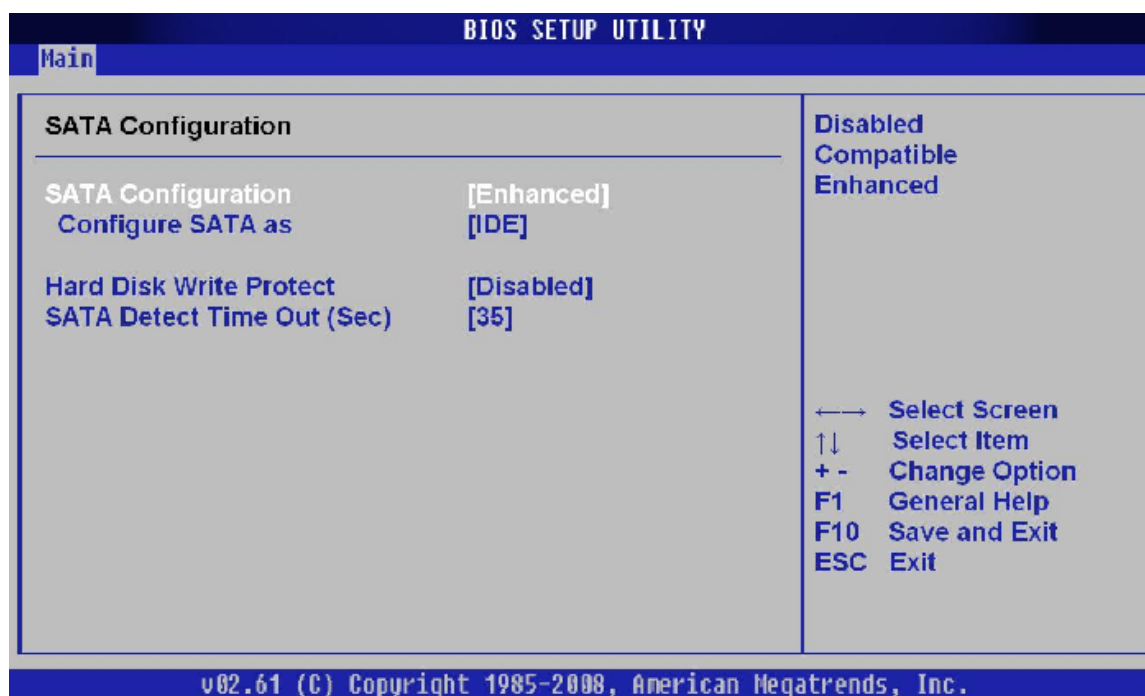 BIOS SETUP UTILITY
Main
SATA Configuration
SATA Configuration [Enhanced]
Configure SATA as [IDE]
Hard Disk Write Protect [Disabled]
SATA Detect Time Out (Sec) [35]
Disabled
Compatible
Enhanced
←→ Select Screen
↑↓ Select Item
+ - Change Option
F1 General Help
F10 Save and Exit
ESC Exit
v02.61 (C) Copyright 1985-2008, American Megatrends, Inc.